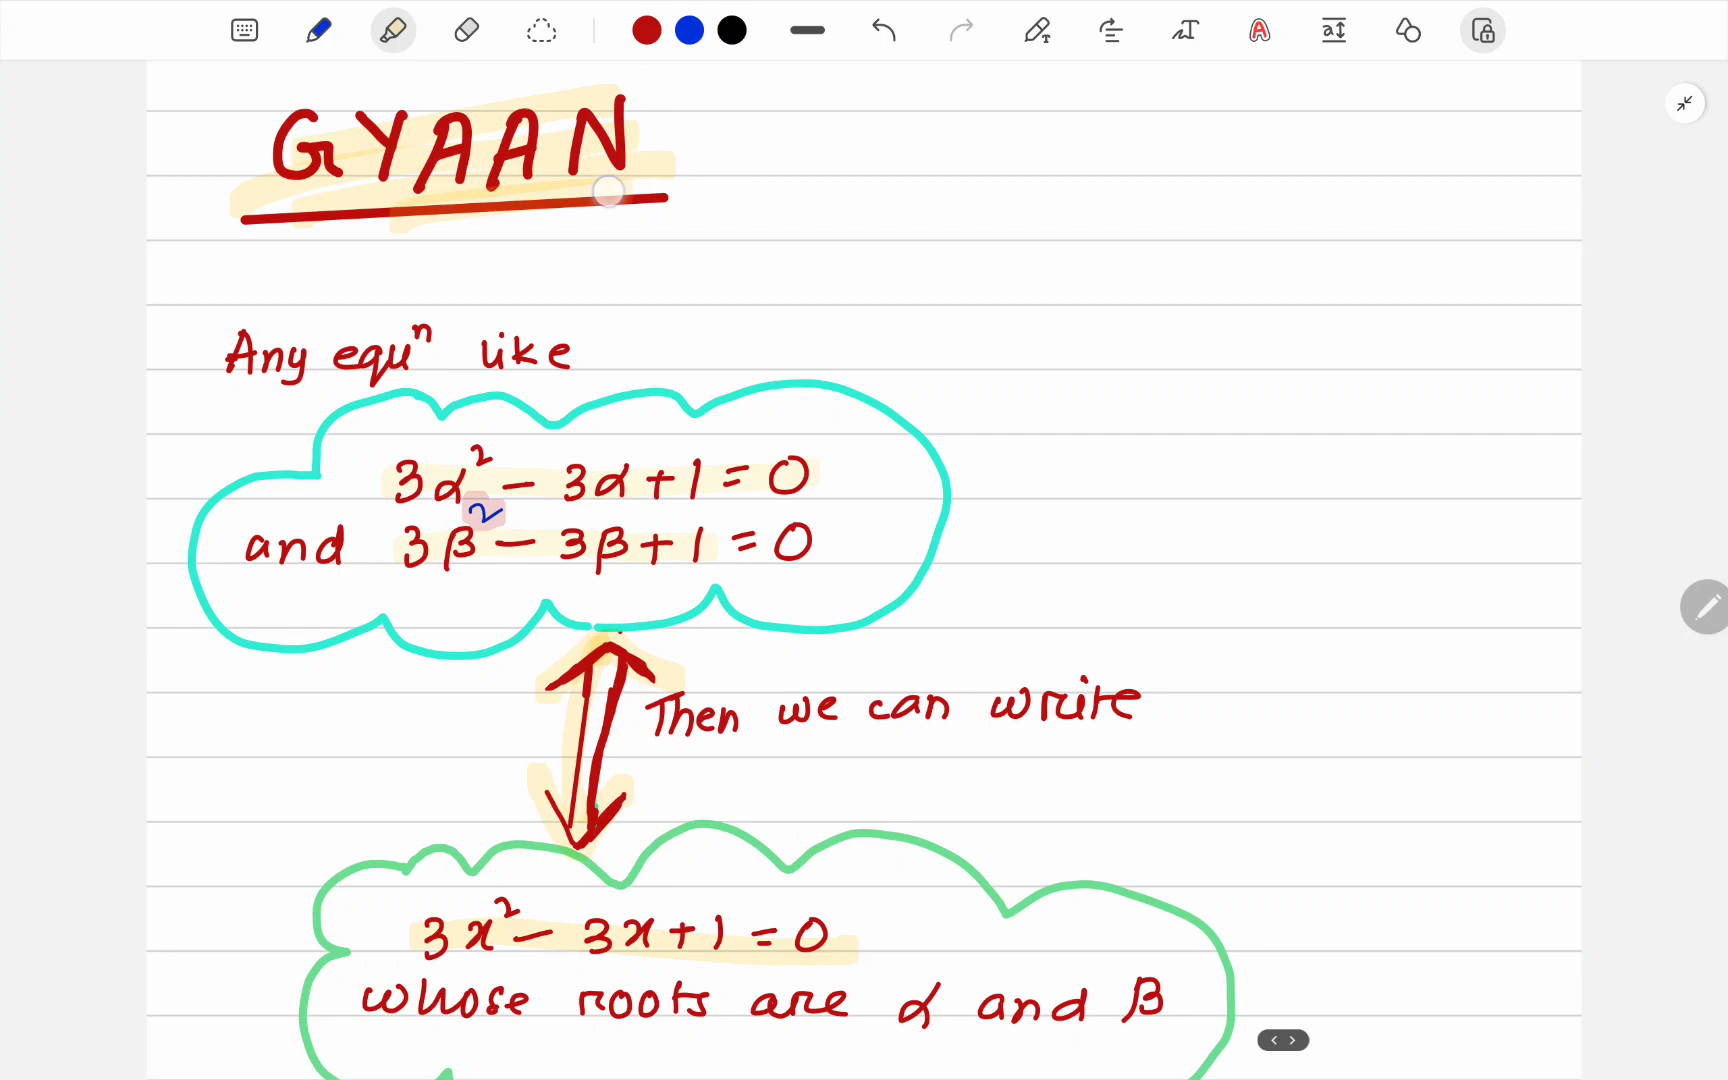 GYAAN
Any equⁿ like
3α² - 3α + 1 = 0
and 3β² - 3β + 1 = 0
Then we can write
3x² - 3x + 1 = 0
whose roots are α and β